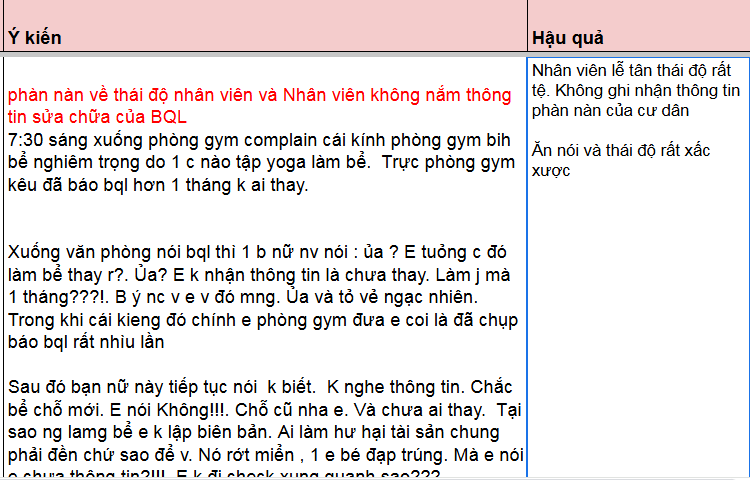 Ý kiến
Hậu quả
phàn nàn về thái độ nhân viên và Nhân viên không nắm thông
tin sửa chữa của BQL
7:30 sáng xuống phòng gym complain cái kính phòng gym bih
bể nghiêm trọng do 1 c nào tập yoga làm bể. Trực phòng gym
kêu đã báo bql hơn 1 tháng k ai thay.
Xuống văn phòng nói bql thì 1 b nữ nv nói : ủa ? E tuởng c đó
làm bể thay r?. Ủa? E k nhận thông tin là chưa thay. Làm j mà
1 tháng???!. B ý nc v e v đó mng. Ủa và tỏ vẻ ngạc nhiên.
Trong khi cái kieng đó chính e phòng gym đưa e coi là đã chụp
báo bql rất nhìu lần
Sau đó bạn nữ này tiếp tục nói k biết. K nghe thông tin. Chắc
bể chỗ mới. E nói Không!!!. Chỗ cũ nha e. Và chưa ai thay. Tại
sao ng lamg bể e k lập biên bản. Ai làm hư hại tài sản chung
phải đền chứ sao để v. Nó rớt miển , 1 e bé đạp trúng. Mà e nói
e chưa thông tin?!!!. E k đi check xung quanh sao???
Nhân viên lễ tân thái độ rất
tệ. Không ghi nhận thông tin
phàn nàn của cư dân
Ăn nói và thái độ rất xấc
xược